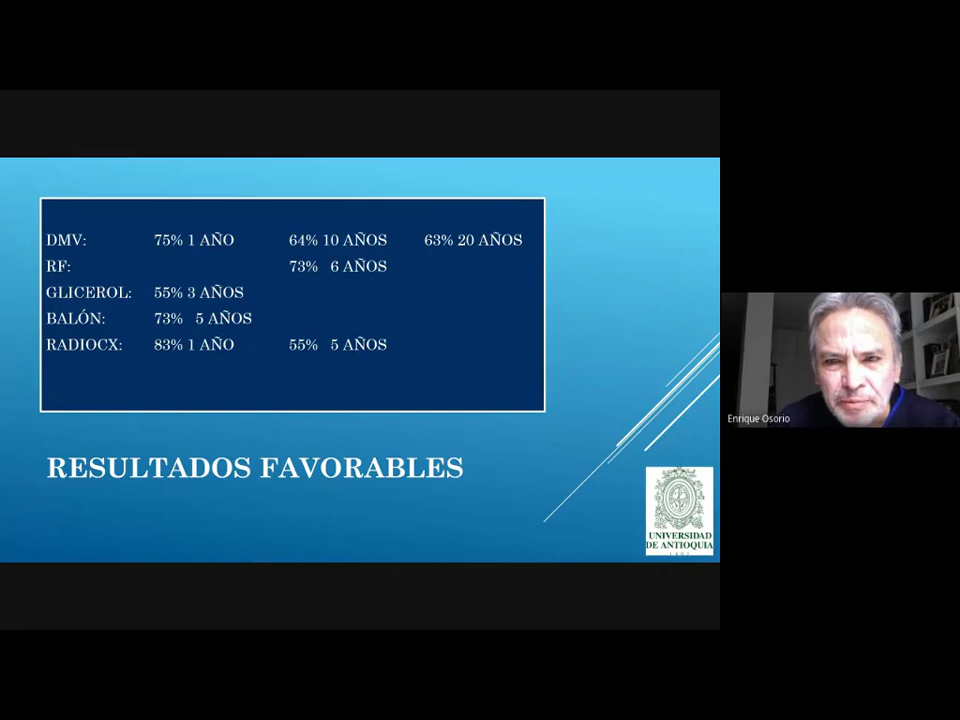 DMV: 75% 1 AÑO 64% 10 AÑOS 63% 20 AÑOS
RF: 73% 6 AÑOS
GLICEROL: 55% 3 AÑOS
BALÓN: 73% 5 AÑOS
RADIOCX: 83% 1 AÑO 55% 5 AÑOS
RESULTADOS FAVORABLES
Enrique Osorio
UNIVERSIDAD
DE ANTIOQUIA